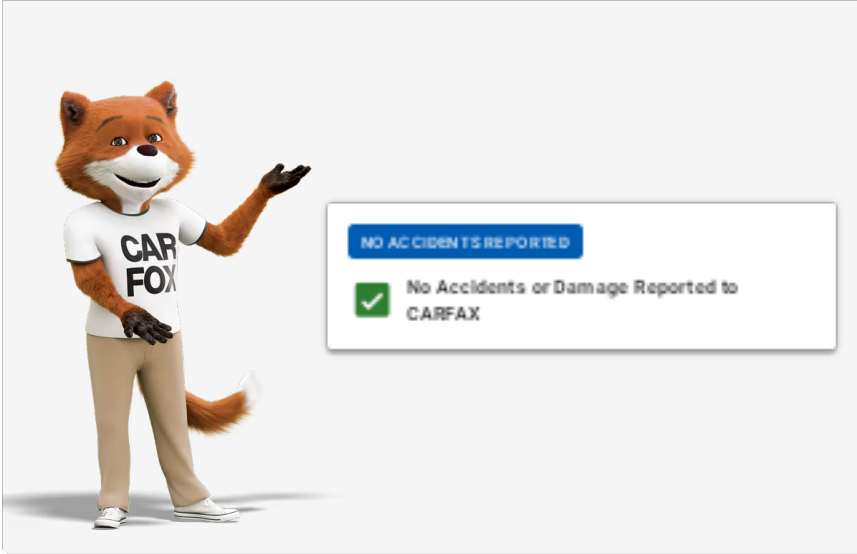 CAR
FOX
NO ACCIDENTS REPORTED
No Accidents or Damage Reported to
CARFAX